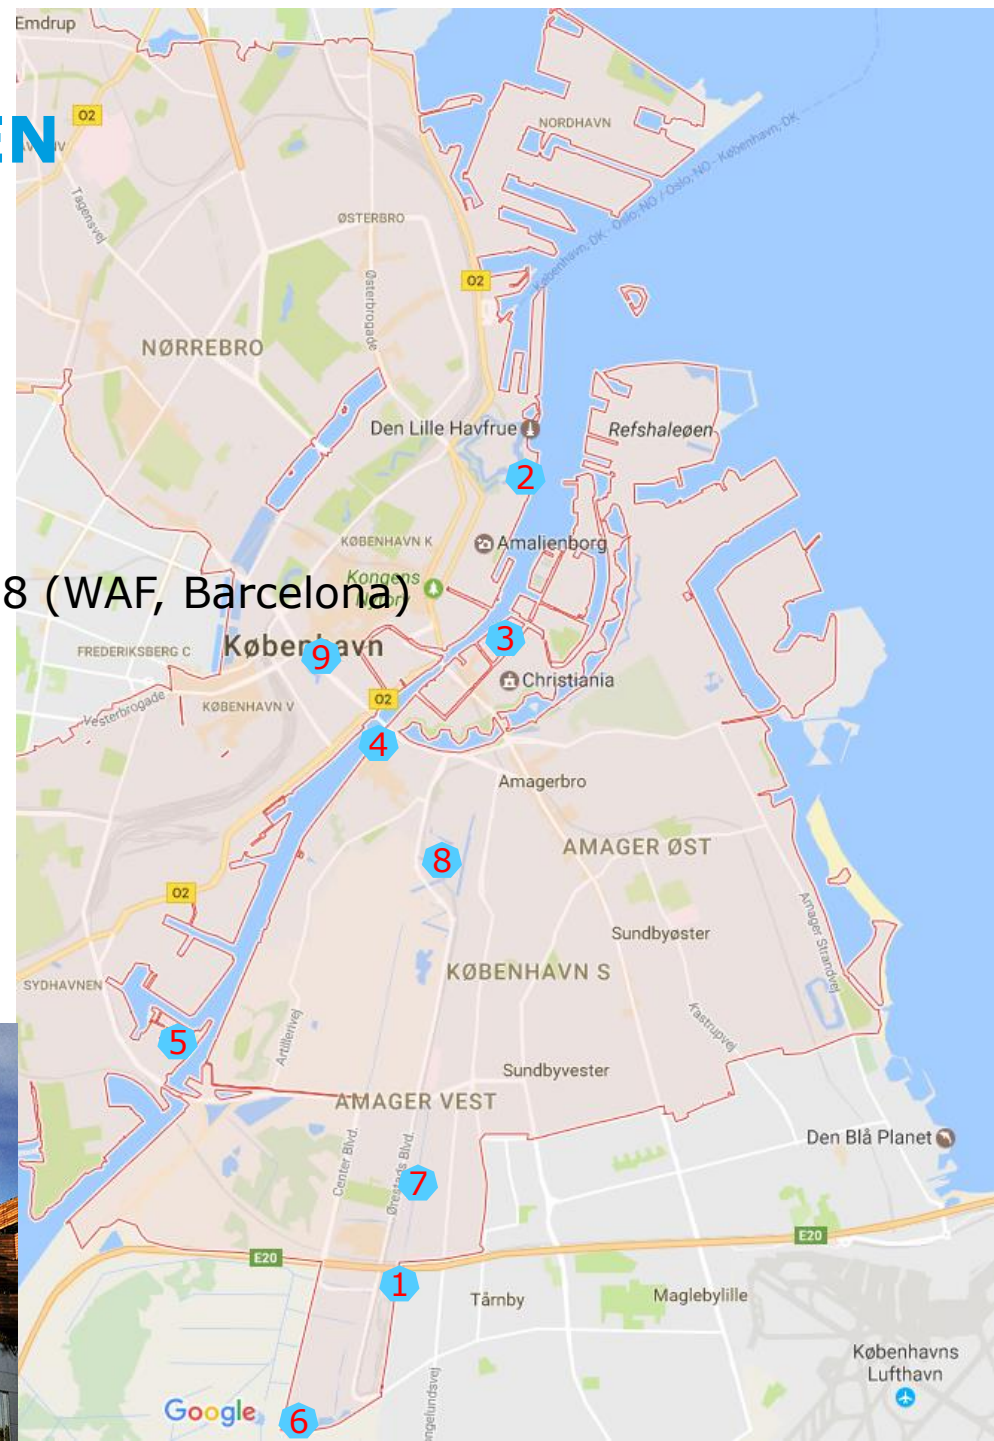 Emdrup
O2
EN
NORDHAVN
NV
Tagensvej
København, DK - Oslo, NO / Oslo, NO - København, DK
ØSTERBRO
Østerbrogade
O2
NØRREBRO
Den Lille Havfrue
Refshaleøen
2
KØBENHAVN K
Amalienborg
Kongens
Nytorv
8 (WAF, Barcelona)
København
3
FREDERIKSBERG C
9
Christiania
Vesterbrogade
KØBENHAVN V
O2
4
Amagerbro
AMAGER ØST
8
O2
Amager Strandvej
Sundbyøster
KØBENHAVN S
SYDHAVNEN
Artillerivej
Kastrupvej
5
Sundbyvester
AMAGER VEST
Den Blå Planet
Center Blvd.
Ørestads Blvd.
7
E20
E20
1
Tårnby
Maglebylille
Københavns
Lufthavn
Google
6
ongelundsvej